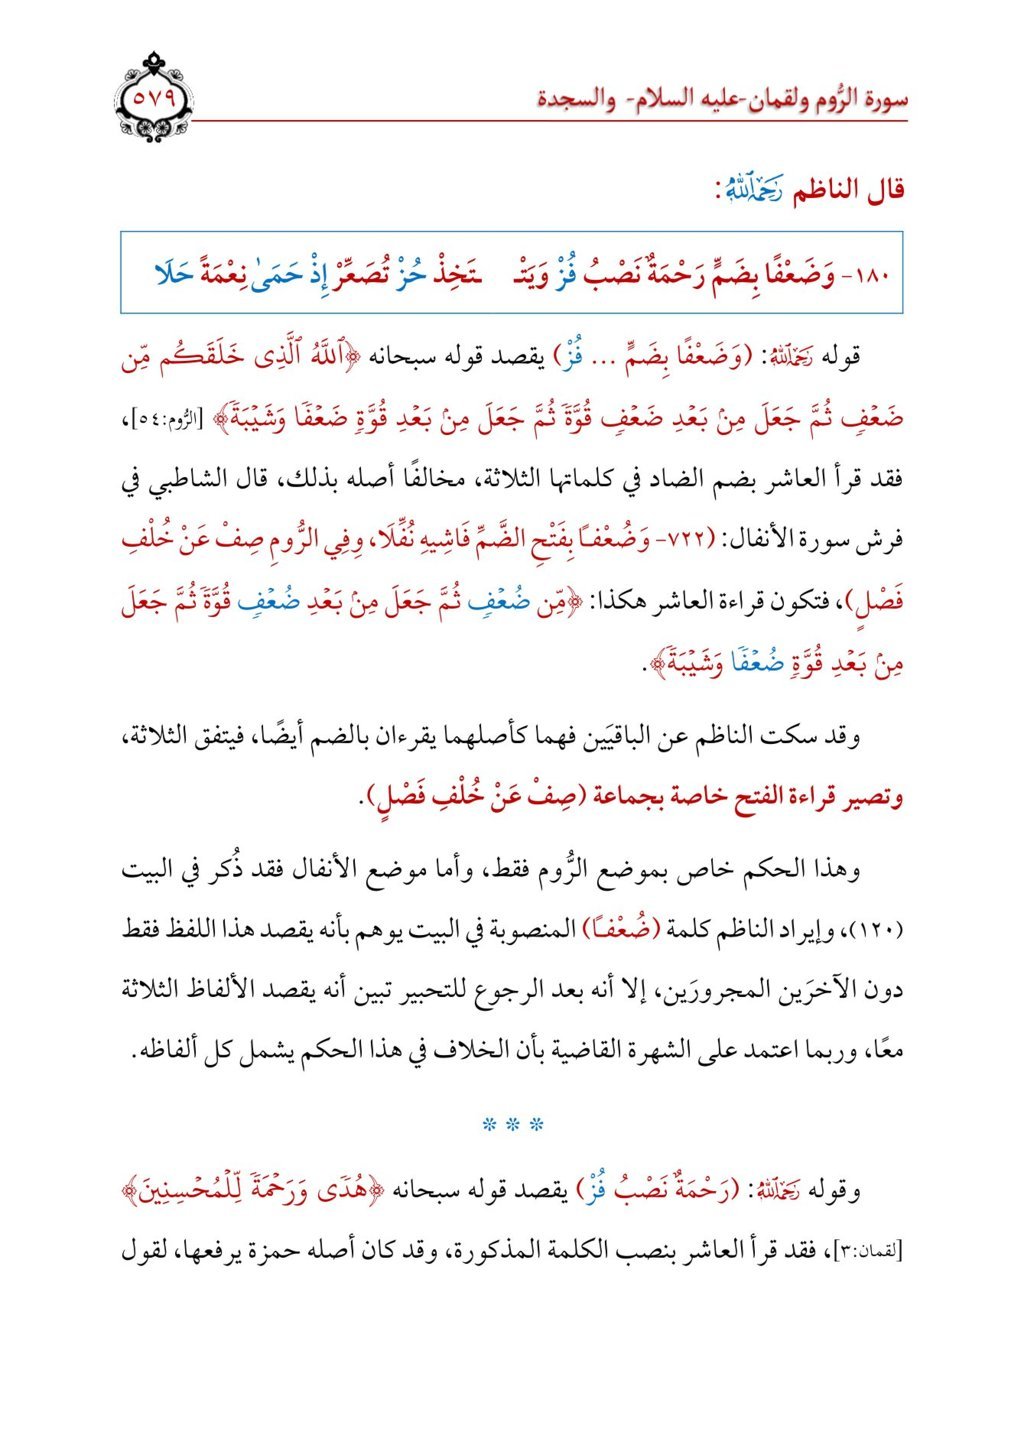 سورة الرُّوم ولقمان-عليه السلام- والسجدة
٥٧٩
قال الناظم رَحِمَهُ ٱللَّهُ:
١٨٠- وَضَعْفًا بِضَمٍّ رَحْمَةٌ نَصْبُ فُزْ وَيَتْـ ـتَخِذْ حُزْ تُصَعِّرْ إِذْ حَمَىٰ نِعْمَةً حَلَا
قوله رَحِمَهُ ٱللَّهُ: (وَضَعْفًا بِضَمٍّ ... فُزْ) يقصد قوله سبحانه ﴿ٱللَّهُ ٱلَّذِى خَلَقَكُم مِّن
ضَعۡفٖ ثُمَّ جَعَلَ مِنۢ بَعۡدِ ضَعۡفٖ قُوَّةٗ ثُمَّ جَعَلَ مِنۢ بَعۡدِ قُوَّةٖ ضَعۡفٗا وَشَيۡبَةٗ﴾ [الرُّوم:٥٤]،
فقد قرأ العاشر بضم الضاد في كلماتها الثلاثة، مخالفًا أصله بذلك، قال الشاطبي في
فرش سورة الأنفال: (٧٢٢- وَضُعْفـًا بِفَتْحِ الضَّمِّ فَاشِيهِ نُفِّلَا، وِفِي الرُّومِ صِفْ عَنْ خُلْفِ
فَصْلٍ)، فتكون قراءة العاشر هكذا: ﴿مِّن ضُعۡفٖ ثُمَّ جَعَلَ مِنۢ بَعۡدِ ضُعۡفٖ قُوَّةٗ ثُمَّ جَعَلَ
مِنۢ بَعۡدِ قُوَّةٖ ضُعۡفٗا وَشَيۡبَةٗ﴾.
وقد سكت الناظم عن الباقيَين فهما كأصلهما يقرءان بالضم أيضًا، فيتفق الثلاثة،
وتصير قراءة الفتح خاصة بجماعة (صِفْ عَنْ خُلْفِ فَصْلٍ).
وهذا الحكم خاص بموضع الرُّوم فقط، وأما موضع الأنفال فقد ذُكر في البيت
(١٢٠)، وإيراد الناظم كلمة (ضُعْفـًا) المنصوبة في البيت يوهم بأنه يقصد هذا اللفظ فقط
دون الآخرَين المجرورَين، إلا أنه بعد الرجوع للتحبير تبين أنه يقصد الألفاظ الثلاثة
معًا، وربما اعتمد على الشهرة القاضية بأن الخلاف في هذا الحكم يشمل كل ألفاظه.
* * *
وقوله رَحِمَهُ ٱللَّهُ: (رَحْمَةٌ نَصْبُ فُزْ) يقصد قوله سبحانه ﴿هُدٗى وَرَحۡمَةٗ لِّلۡمُحۡسِنِينَ﴾
[لقمان:٣]، فقد قرأ العاشر بنصب الكلمة المذكورة، وقد كان أصله حمزة يرفعها، لقول